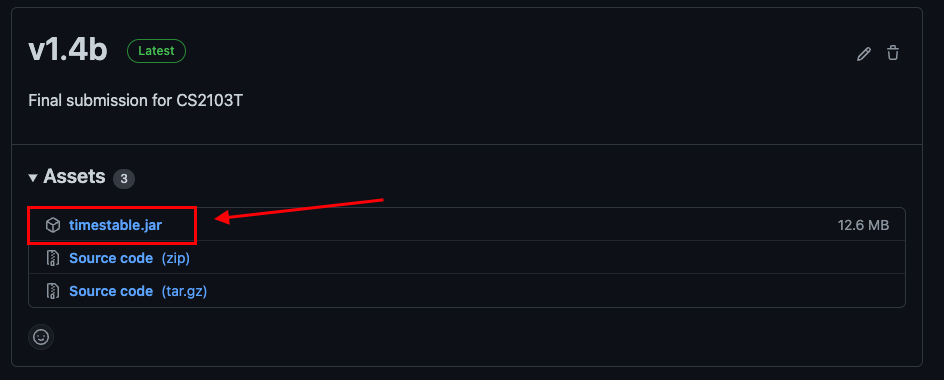 v1.4b Latest
Final submission for CS2103T
Assets 3
timestable.jar 12.6 MB
Source code (zip)
Source code (tar.gz)